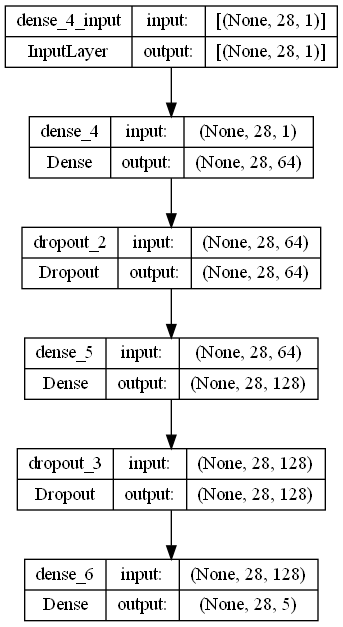 dense_4_input input: [(None, 28, 1)]
InputLayer output: [(None, 28, 1)]
dense_4 input: (None, 28, 1)
Dense output: (None, 28, 64)
dropout_2 input: (None, 28, 64)
Dropout output: (None, 28, 64)
dense_5 input: (None, 28, 64)
Dense output: (None, 28, 128)
dropout_3 input: (None, 28, 128)
Dropout output: (None, 28, 128)
dense_6 input: (None, 28, 128)
Dense output: (None, 28, 5)